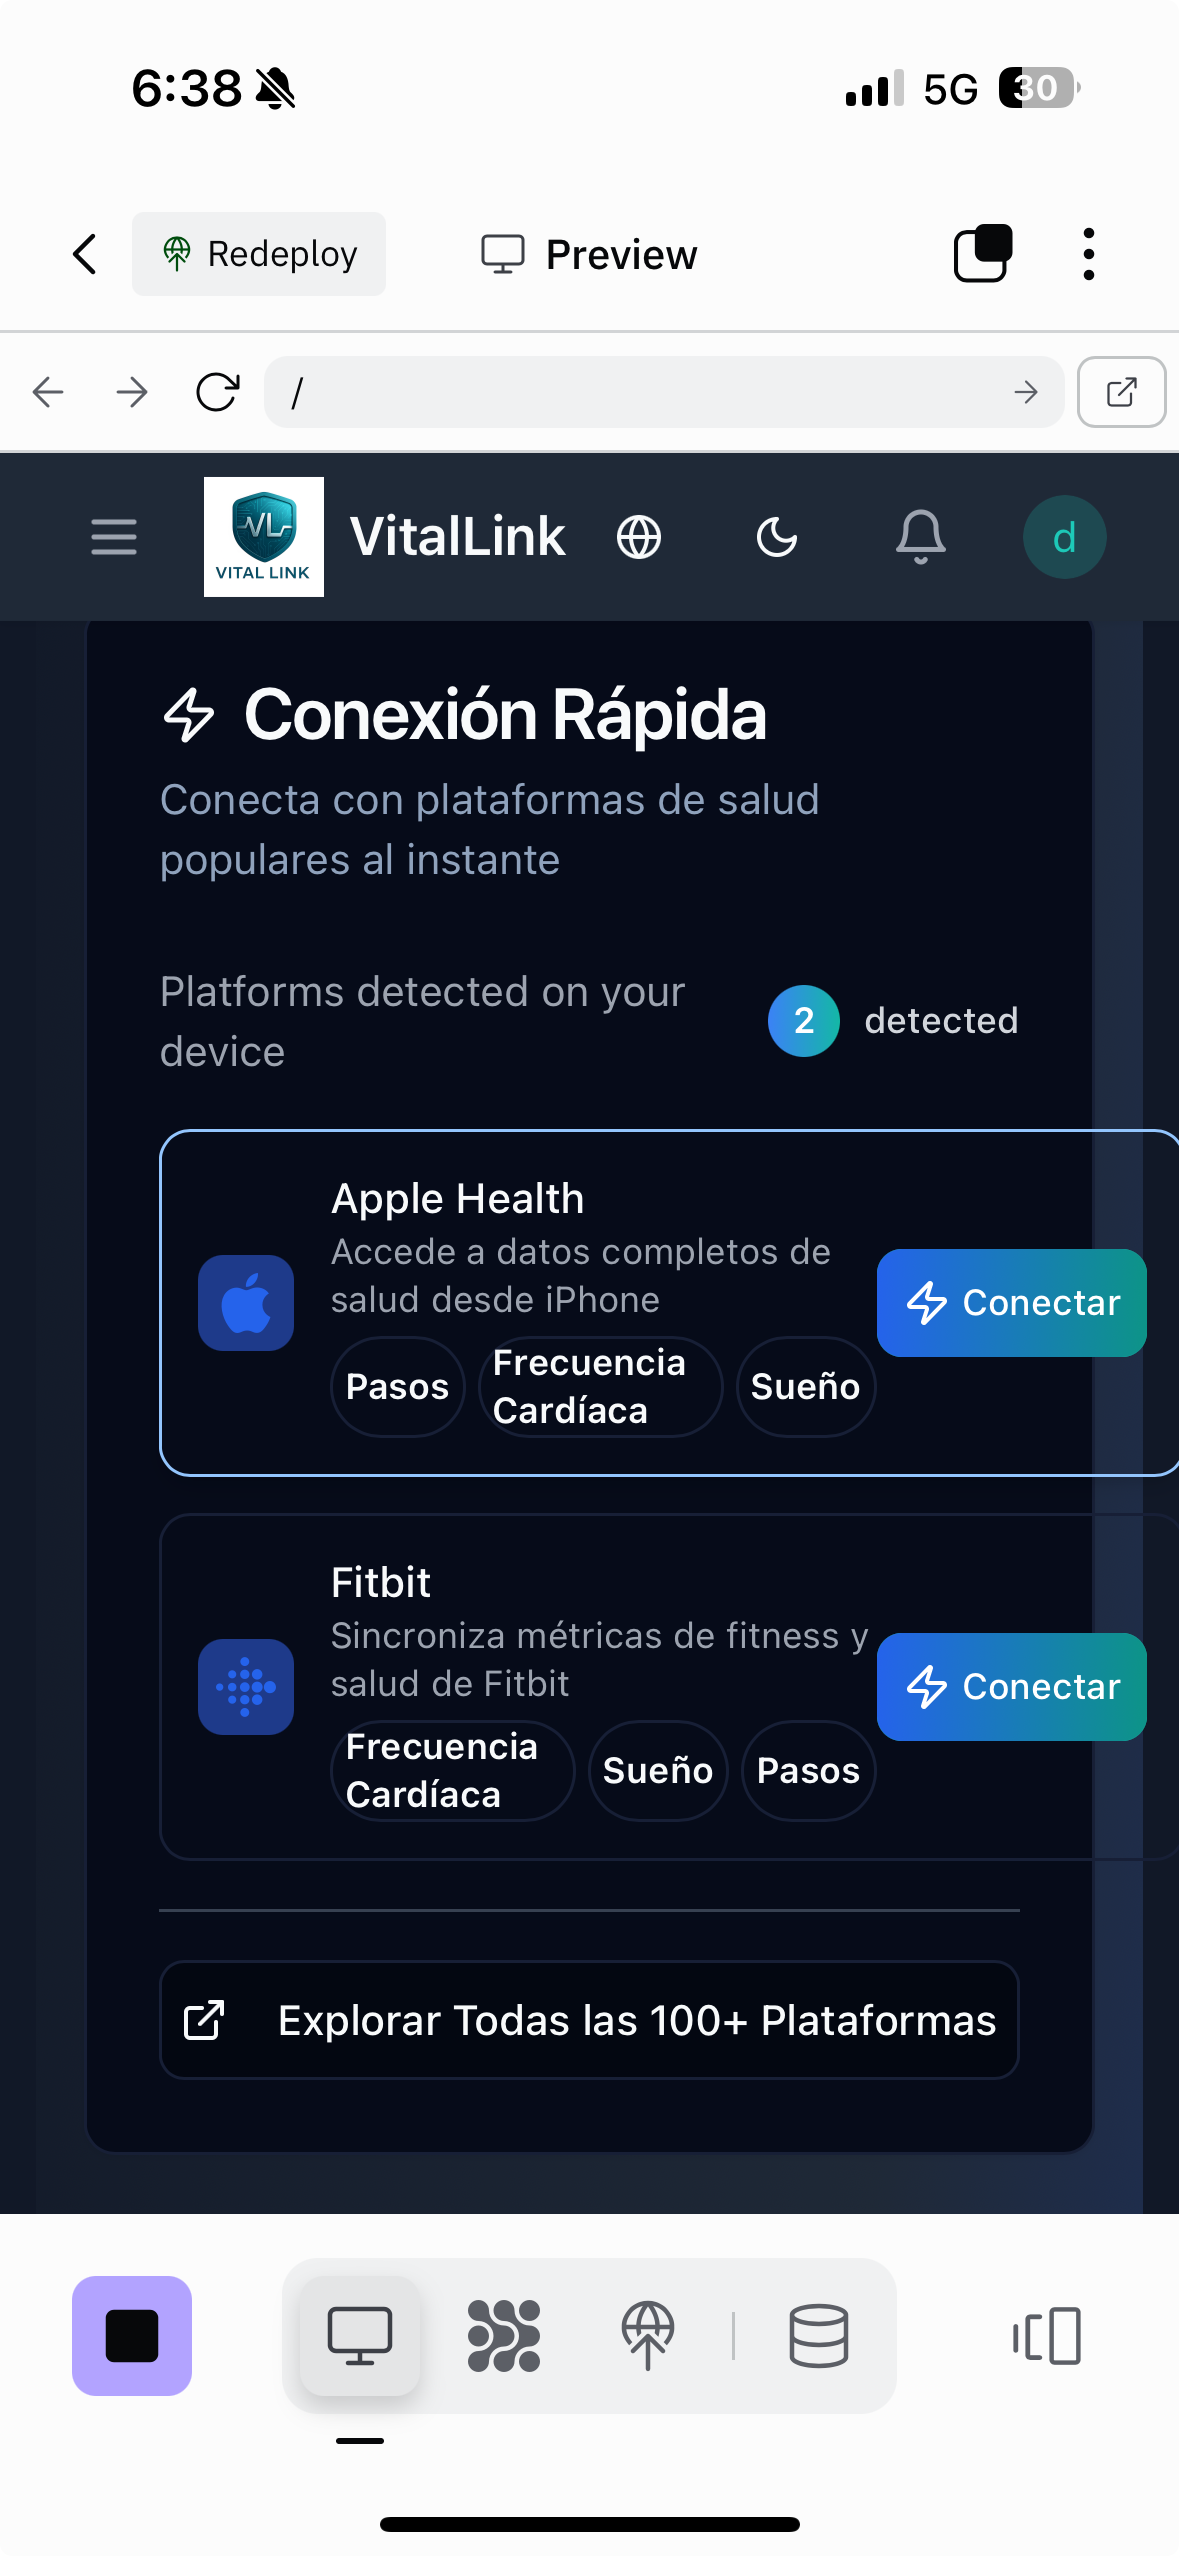 6:38
5G
30
Redeploy
Preview
/
VL
VITAL LINK
VitalLink
d
Conexión Rápida
Conecta con plataformas de salud
populares al instante
Platforms detected on your
device
2 detected
Apple Health
Accede a datos completos de
salud desde iPhone
Pasos
Frecuencia
Cardíaca
Sueño
Conectar
Fitbit
Sincroniza métricas de fitness y
salud de Fitbit
Frecuencia
Cardíaca
Sueño
Pasos
Conectar
Explorar Todas las 100+ Plataformas